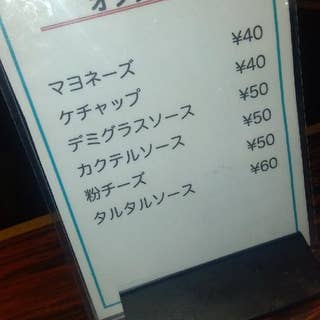 マヨネーズ ¥40
ケチャップ ¥40
デミグラスソース ¥50
カクテルソース ¥50
粉チーズ ¥50
タルタルソース ¥60